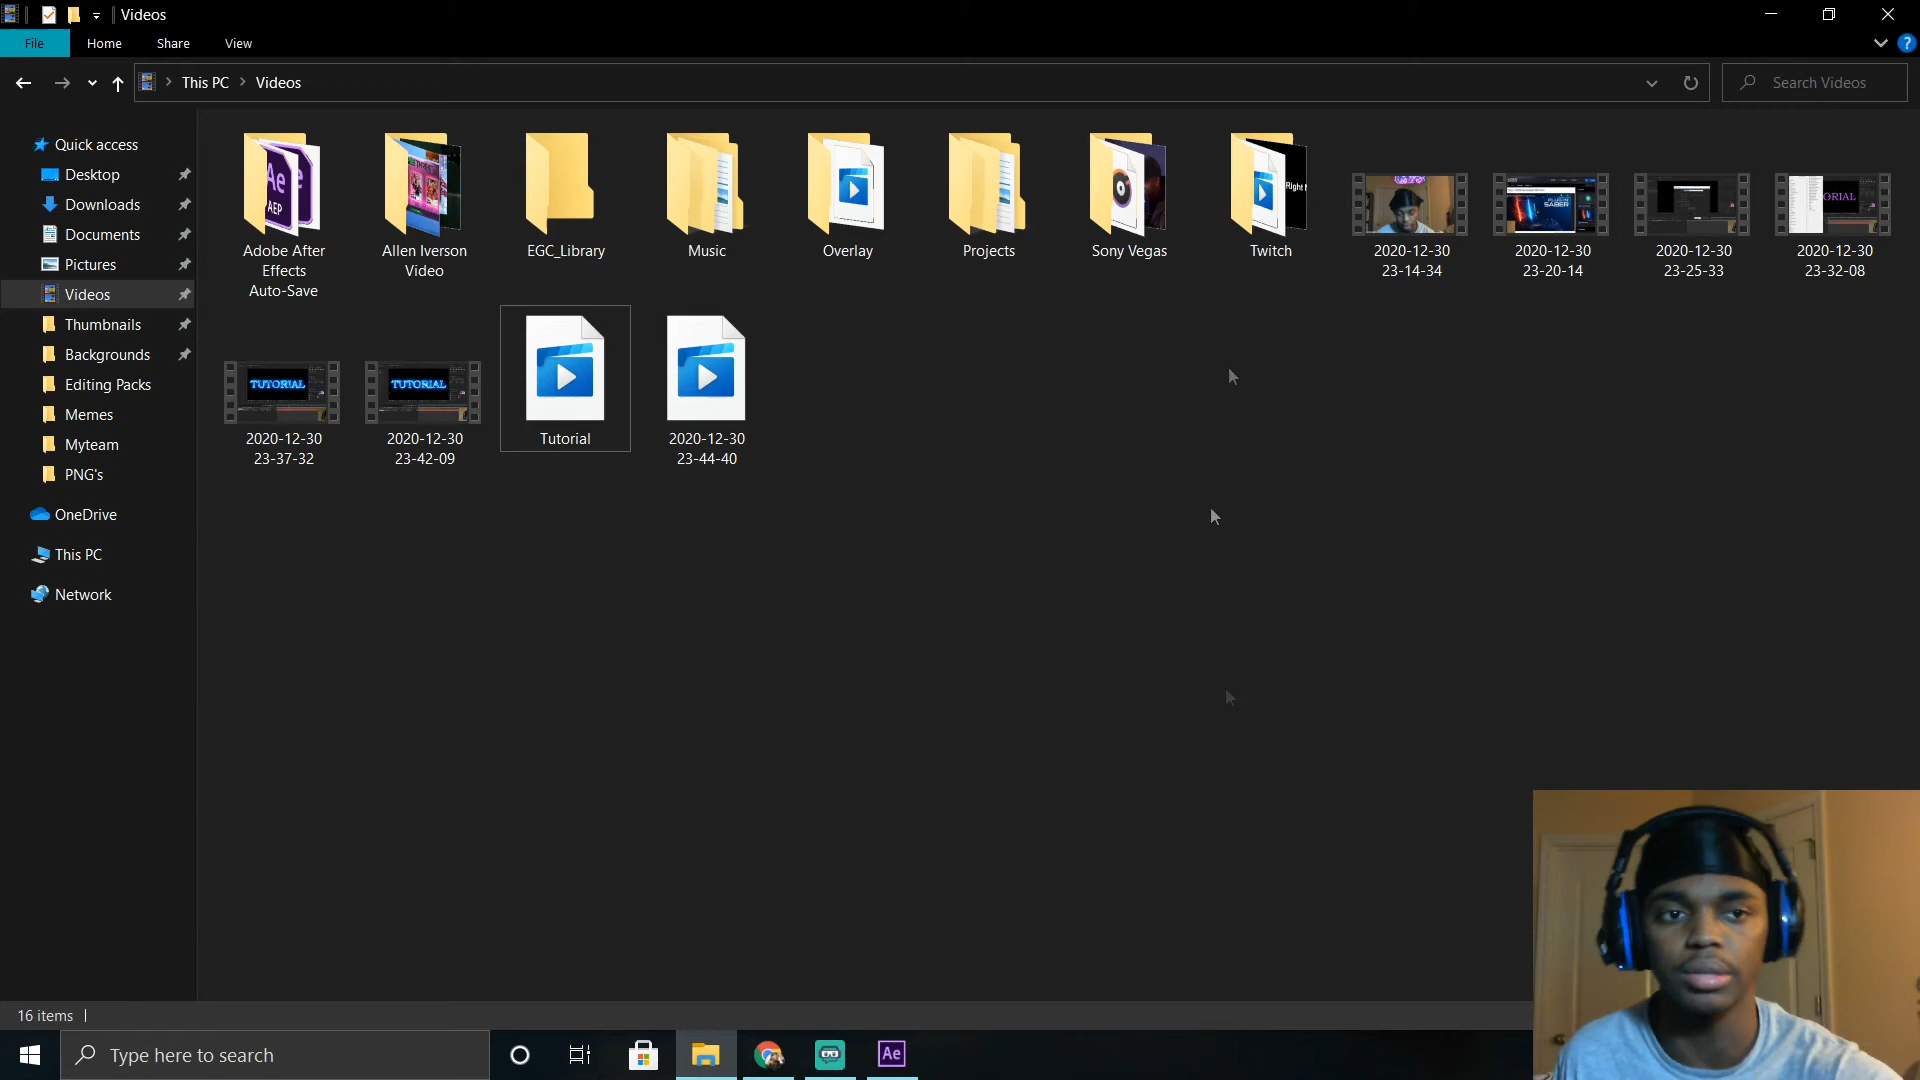 Videos
File
Home
Share
View
This PC
Videos
Search Videos
Quick access
Desktop
Downloads
Documents
Pictures
Videos
Thumbnails
Backgrounds
Editing Packs
Memes
Myteam
PNG's
OneDrive
This PC
Network
Ae
AEP
Right
Adobe After
Effects
Auto-Save
Allen Iverson
Video
EGC_Library
Music
Overlay
Projects
Sony Vegas
Twitch
2020-12-30
23-14-34
SABER
2020-12-30
23-20-14
2020-12-30
23-25-33
ORIAL
2020-12-30
23-32-08
TUTORIAL
2020-12-30
23-37-32
TUTORIAL
2020-12-30
23-42-09
Tutorial
2020-12-30
23-44-40
16 items
Type here to search
Ae